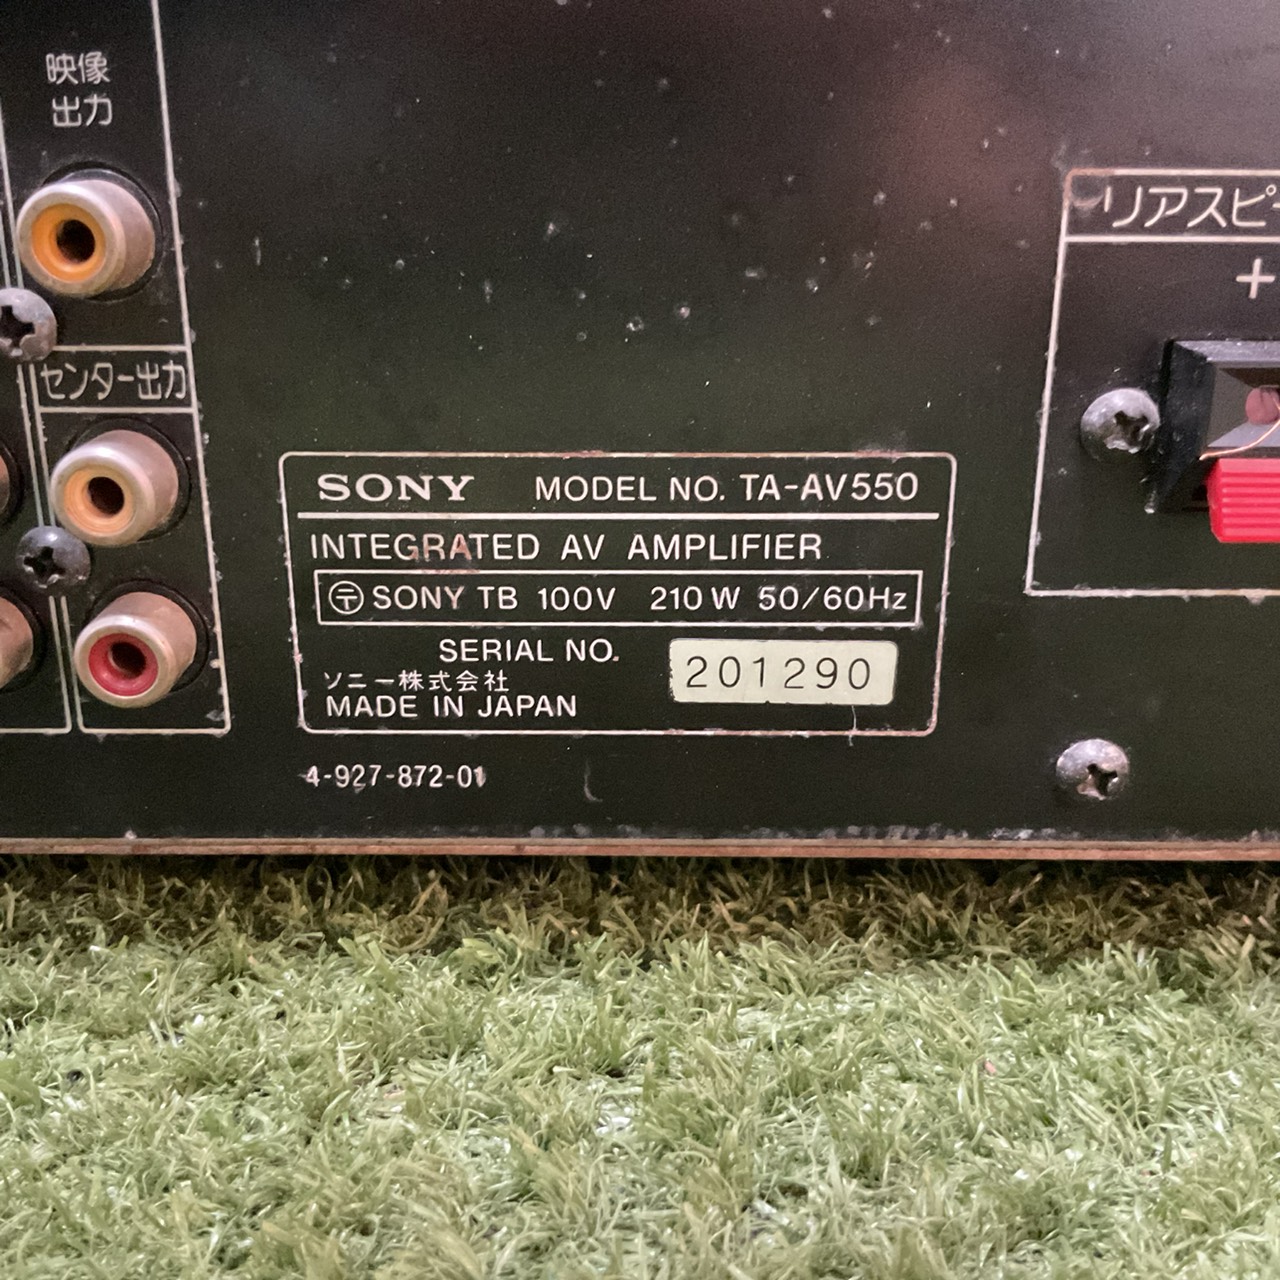 映像
出力
センター出力
リアスピー
+
SONY MODEL NO. TA-AV550
INTEGRATED AV AMPLIFIER
〒 SONY TB 100V 210W 50/60Hz
SERIAL NO. 201290
ソニー株式会社
MADE IN JAPAN
4-927-872-01